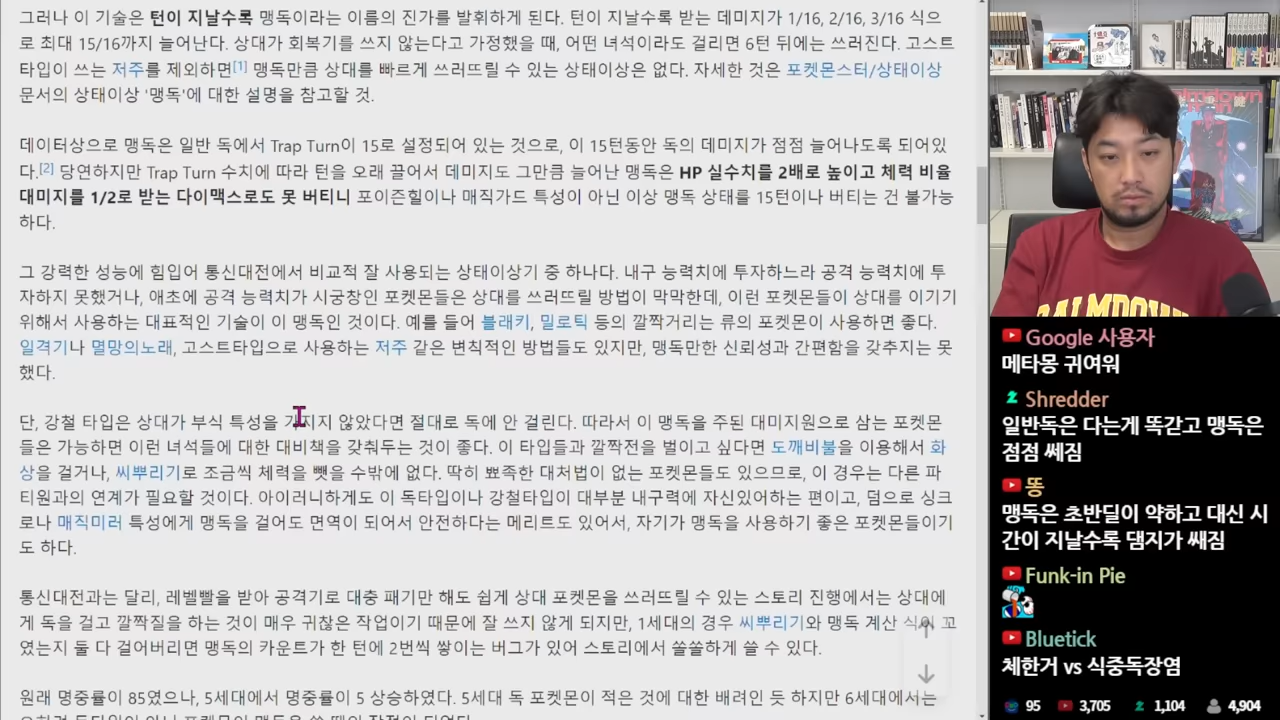 그러나 이 기술은 턴이 지날수록 맹독이라는 이름의 진가를 발휘하게 된다. 턴이 지날수록 받는 데미지가 1/16, 2/16, 3/16 식으
로 최대 15/16까지 늘어난다. 상대가 회복기를 쓰지 않는다고 가정했을 때, 어떤 녀석이라도 걸리면 6턴 뒤에는 쓰러진다. 고스트
타입이 쓰는 저주를 제외하면[1] 맹독만큼 상대를 빠르게 쓰러뜨릴 수 있는 상태이상은 없다. 자세한 것은 포켓몬스터/상태이상
문서의 상태이상 '맹독'에 대한 설명을 참고할 것.
데이터상으로 맹독은 일반 독에서 Trap Turn이 15로 설정되어 있는 것으로, 이 15턴동안 독의 데미지가 점점 늘어나도록 되어있
다.[2] 당연하지만 Trap Turn 수치에 따라 턴을 오래 끌어서 데미지도 그만큼 늘어난 맹독은 HP 실수치를 2배로 높이고 체력 비율
대미지를 1/2로 받는 다이맥스로도 못 버티니 포이즌힐이나 매직가드 특성이 아닌 이상 맹독 상태를 15턴이나 버티는 건 불가능
하다.
그 강력한 성능에 힘입어 통신대전에서 비교적 잘 사용되는 상태이상기 중 하나다. 내구 능력치에 투자하느라 공격 능력치에 투
자하지 못했거나, 애초에 공격 능력치가 시궁창인 포켓몬들은 상대를 쓰러뜨릴 방법이 막막한데, 이런 포켓몬들이 상대를 이기기
위해서 사용하는 대표적인 기술이 이 맹독인 것이다. 예를 들어 블래키, 밀로틱 등의 깔짝거리는 류의 포켓몬이 사용하면 좋다.
일격기나 멸망의노래, 고스트타입으로 사용하는 저주 같은 변칙적인 방법들도 있지만, 맹독만한 신뢰성과 간편함을 갖추지는 못
했다.
단, 강철 타입은 상대가 부식 특성을 가지지 않았다면 절대로 독에 안 걸린다. 따라서 이 맹독을 주된 대미지원으로 삼는 포켓몬
들은 가능하면 이런 녀석들에 대한 대비책을 맞춰두는 것이 좋다. 이 타입들과 깔짝전을 벌이고 싶다면 도깨비불을 이용해서 화
상을 걸거나, 씨뿌리기로 조금씩 체력을 뺏을 수밖에 없다. 딱히 뾰족한 대처법이 없는 포켓몬들도 있으므로, 이 경우는 다른 파
티원과의 연계가 필요할 것이다. 아이러니하게도 이 독타입이나 강철타입이 대부분 내구력에 자신있어하는 편이고, 덤으로 싱크
로나 매직미러 특성에게 맹독을 걸어도 면역이 되어서 안전하다는 메리트도 있어서, 자기가 맹독을 사용하기 좋은 포켓몬들이기
도 하다.
통신대전과는 달리, 레벨빨을 받아 공격기로 대충 패기만 해도 쉽게 상대 포켓몬을 쓰러뜨릴 수 있는 스토리 진행에서는 상대에
게 독을 걸고 깔짝질을 하는 것이 매우 귀찮은 작업이기 때문에 잘 쓰지 않게 되지만, 1세대의 경우 씨뿌리기와 맹독 계산 식이 꼬
였는지 둘 다 걸어버리면 맹독의 카운트가 한 턴에 2번씩 쌓이는 버그가 있어 스토리에서 쏠쏠하게 쓸 수 있다.
원래 명중률이 85였으나, 5세대에서 명중률이 5 상승하였다. 5세대 독 포켓몬이 적은 것에 대한 배려인 듯 하지만 6세대에서는
Google 사용자
메타몽 귀여워
Shredder
일반독은 다는게 똑같고 맹독은
점점 쎄짐
똥
맹독은 초반딜이 약하고 대신 시
간이 지날수록 댐지가 쌔짐
Funk-in Pie
Bluetick
체한거 vs 식중독장염
95 3,705 1,104 4,904